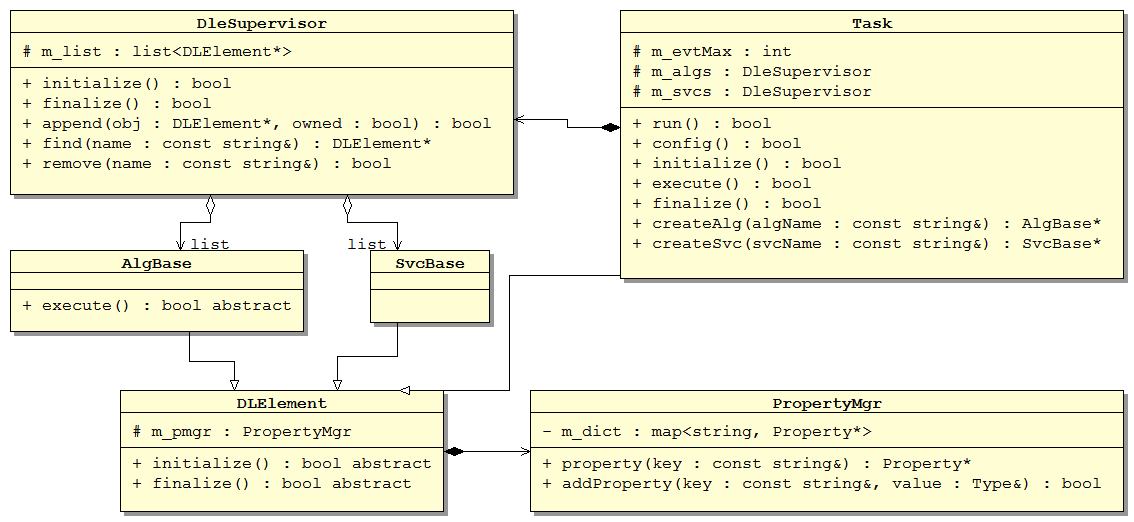 DleSupervisor
# m_list : list<DLElement*>
+ initialize() : bool
+ finalize() : bool
+ append(obj : DLElement*, owned : bool) : bool
+ find(name : const string&) : DLElement*
+ remove(name : const string&) : bool
Task
# m_evtMax : int
# m_algs : DleSupervisor
# m_svcs : DleSupervisor
+ run() : bool
+ config() : bool
+ initialize() : bool
+ execute() : bool
+ finalize() : bool
+ createAlg(algName : const string&) : AlgBase*
+ createSvc(svcName : const string&) : SvcBase*
list
list
AlgBase
+ execute() : bool abstract
SvcBase
DLElement
# m_pmgr : PropertyMgr
+ initialize() : bool abstract
+ finalize() : bool abstract
PropertyMgr
- m_dict : map<string, Property*>
+ property(key : const string&) : Property*
+ addProperty(key : const string&, value : Type&) : bool